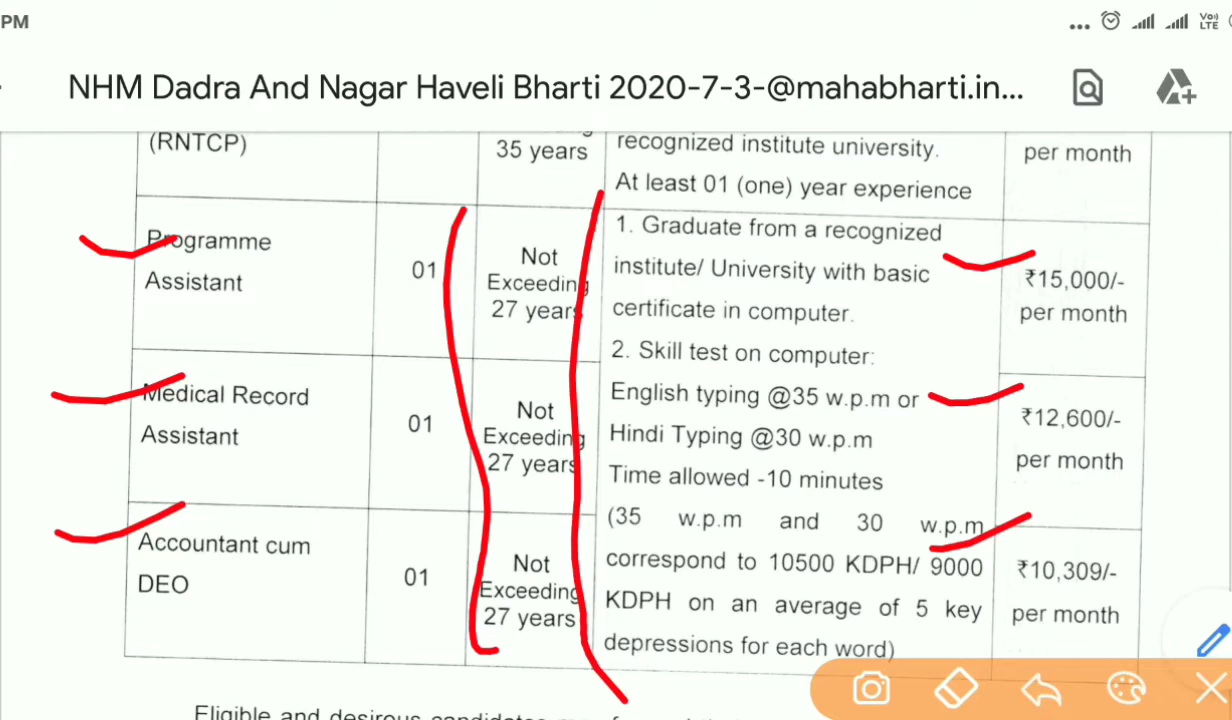 PM
Vo))
LTE
NHM Dadra And Nagar Haveli Bharti 2020-7-3-@mahabharti.in...
(RNTCP)
35 years
recognized institute university.
At least 01 (one) year experience
per month
Programme
Assistant
01
Not
Exceeding
27 years
1. Graduate from a recognized
institute/ University with basic
certificate in computer.
2. Skill test on computer:
English typing @35 w.p.m or
Hindi Typing @30 w.p.m
Time allowed -10 minutes
(35 w.p.m and 30 w.p.m
correspond to 10500 KDPH/ 9000
KDPH on an average of 5 key
depressions for each word)
₹15,000/-
per month
Medical Record
Assistant
01
Not
Exceeding
27 years
₹12,600/-
per month
Accountant cum
DEO
01
Not
Exceeding
27 years
₹10,309/-
per month
Eligible and desirous candidates may